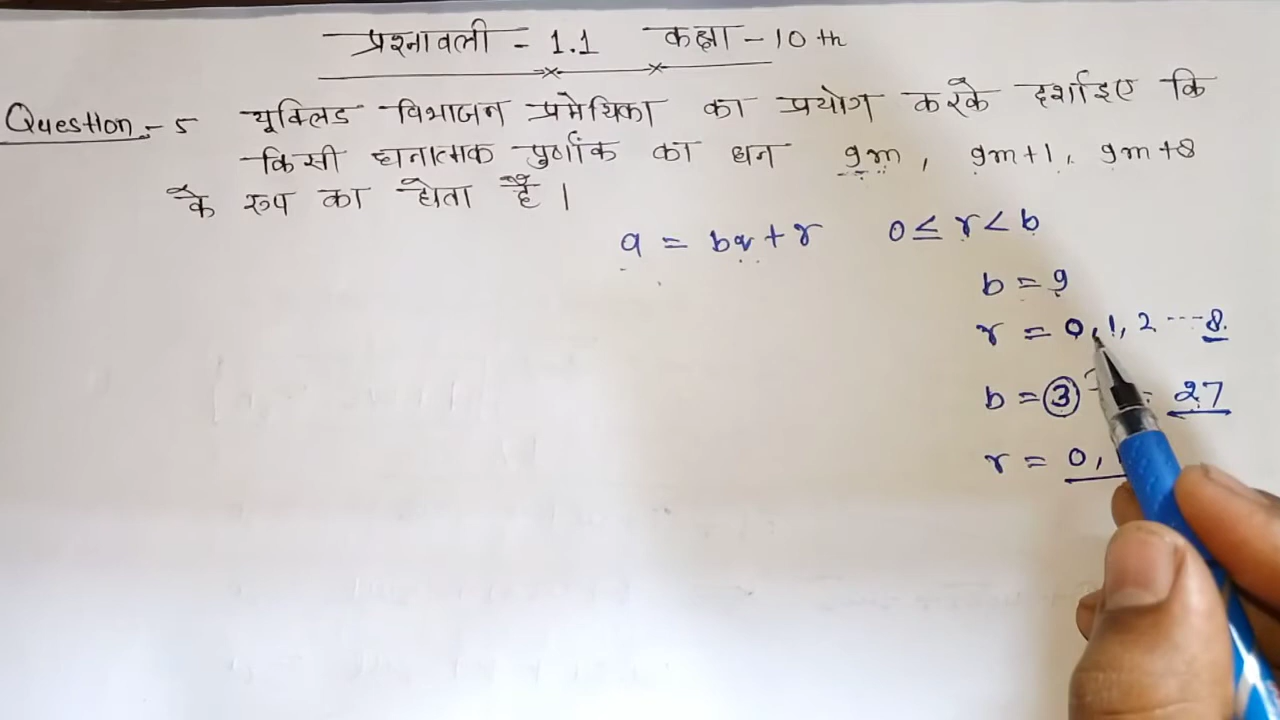 प्रश्नावली - 1.1 कक्षा - 10 th
Question - 5 यूक्लिड विभाजन प्रमेयिका का प्रयोग करके दर्शाइए कि
किसी धनात्मक पुर्णांक का धन 9m , 9m+1, 9m+8
के रुप का होता है ।
a = bq + r 0 ≤ r < b
b = 9
r = 0, 1, 2 ---- 8.
b = 3 = 27
r = 0,